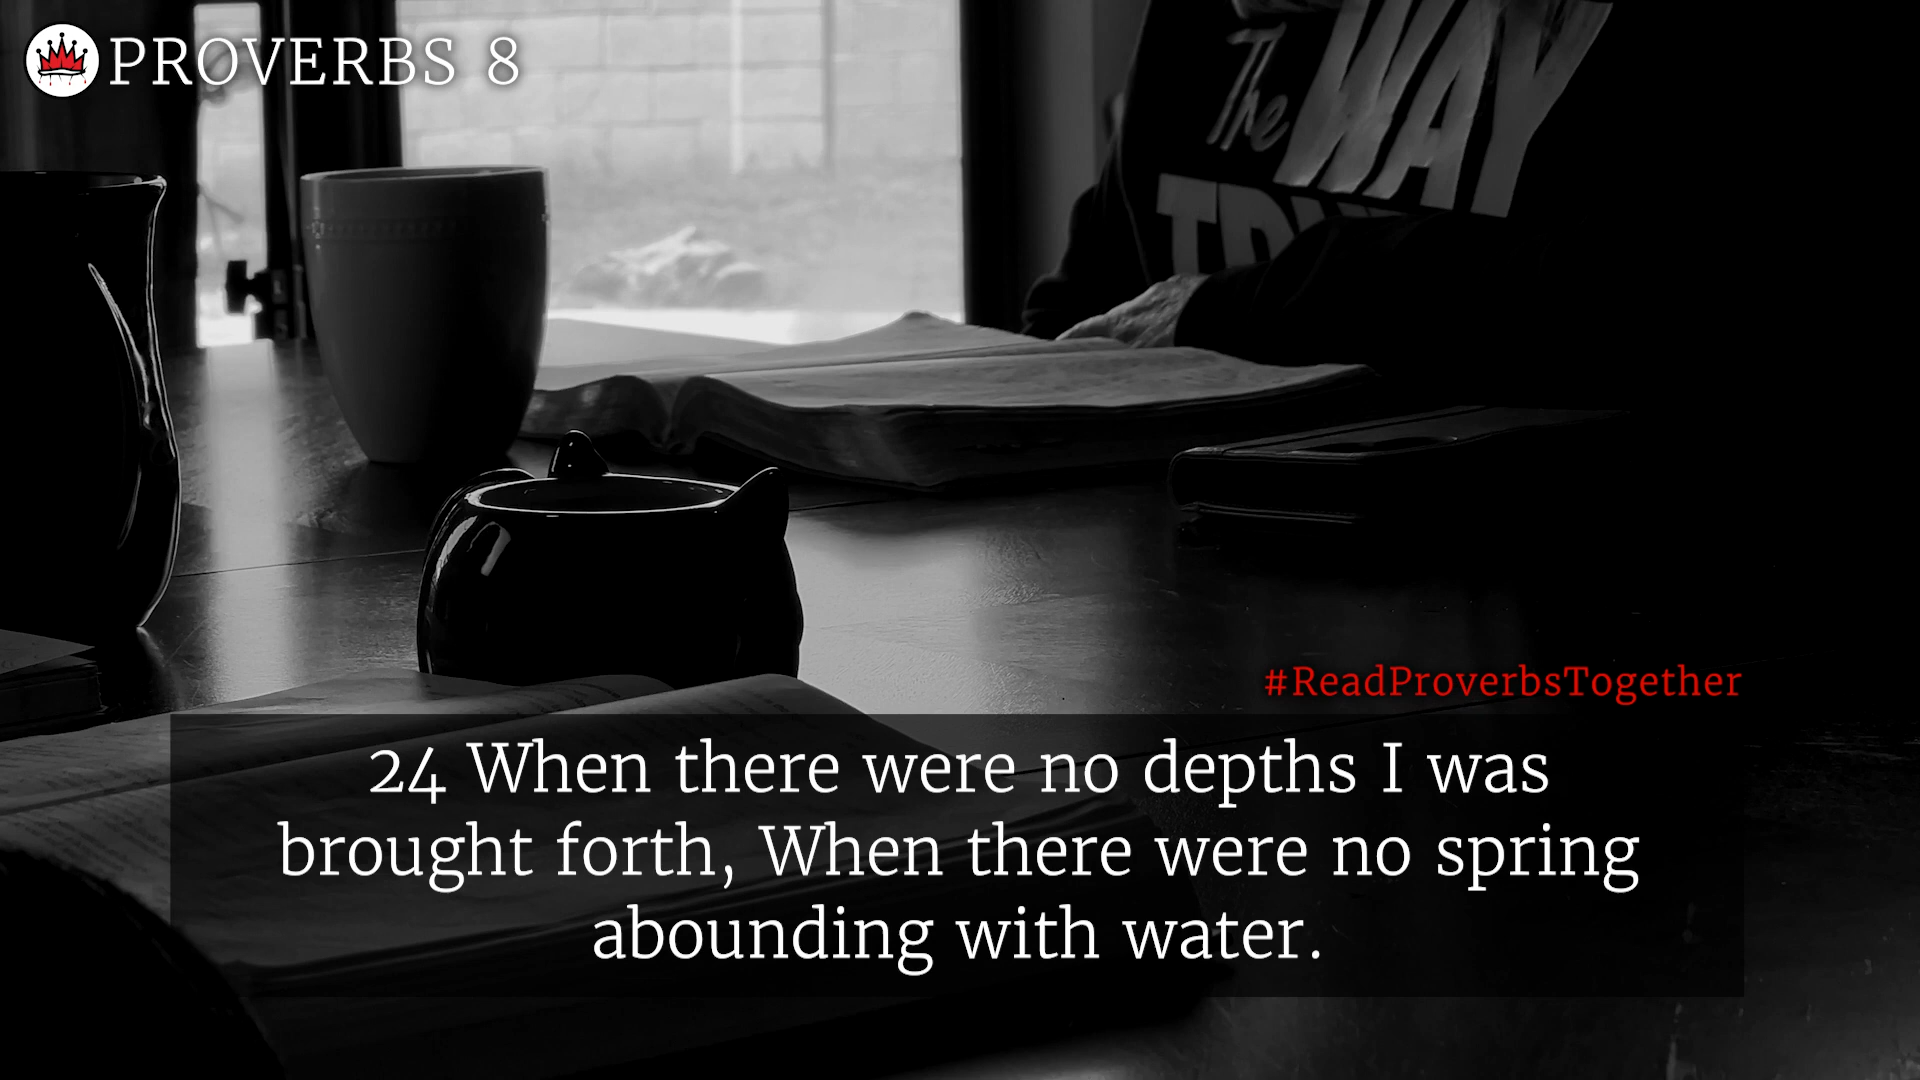 PROVERBS 8
The WAY
#ReadProverbsTogether
24 When there were no depths I was
brought forth, When there were no spring
abounding with water.